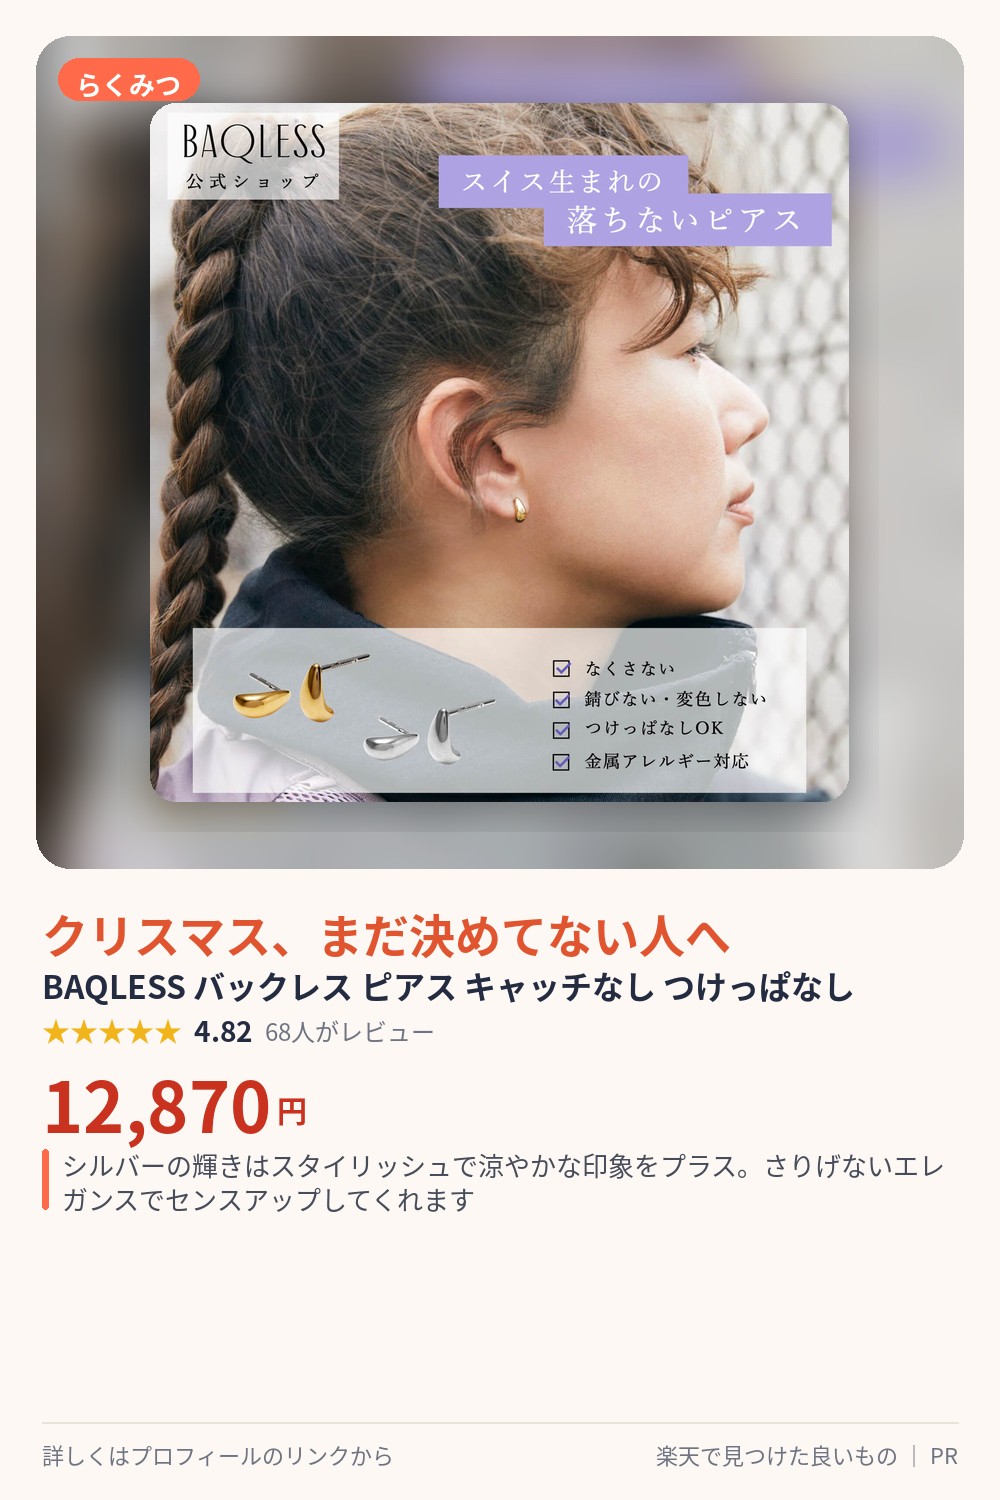 らくみつ
BAQLESS
公式ショップ
スイス生まれの
落ちないピアス
なくさない
錆びない・変色しない
つけっぱなしOK
金属アレルギー対応
クリスマス、まだ決めてない人へ
BAQLESS バックレス ピアス キャッチなし つけっぱなし
★★★★★ 4.82 68人がレビュー
12,870円
シルバーの輝きはスタイリッシュで涼やかな印象をプラス。さりげないエレ
ガンスでセンスアップしてくれます
詳しくはプロフィールのリンクから
楽天で見つけた良いもの｜PR